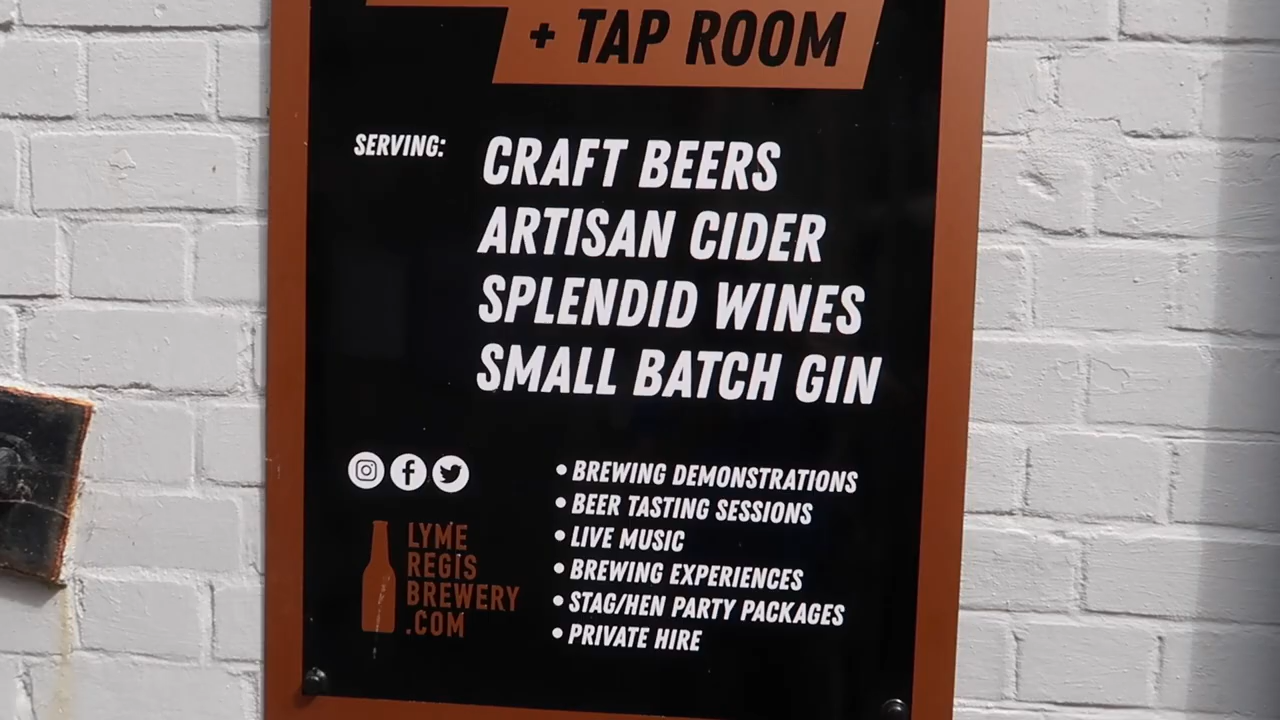 + TAP ROOM
SERVING:
CRAFT BEERS
ARTISAN CIDER
SPLENDID WINES
SMALL BATCH GIN
• BREWING DEMONSTRATIONS
• BEER TASTING SESSIONS
• LIVE MUSIC
• BREWING EXPERIENCES
• STAG/HEN PARTY PACKAGES
• PRIVATE HIRE
LYME
REGIS
BREWERY
.COM